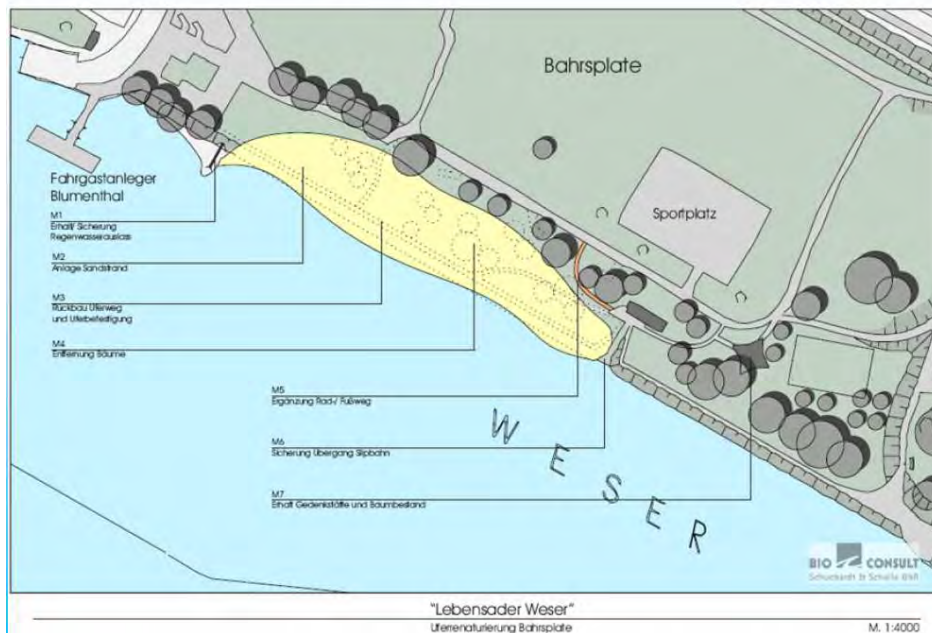 Bahrsplate
Fahrgastanleger
Blumenthal
Sportplatz
M1
Erhalt/ Sicherung
Regenwasserauslass
M2
Anlage Sandstrand
M3
Rückbau Uferweg
und Uferbefestigung
M4
Entfernung Bäume
M5
Ergänzung Rad-/ Fußweg
M6
Sicherung Übergang Slipbahn
M7
Erhalt Gedenkstätte und Baumbestand
WESER
BIO CONSULT
Schuchardt & Scholle GbR
"Lebensader Weser"
Uferrenaturierung Bahrsplate
M. 1:4000